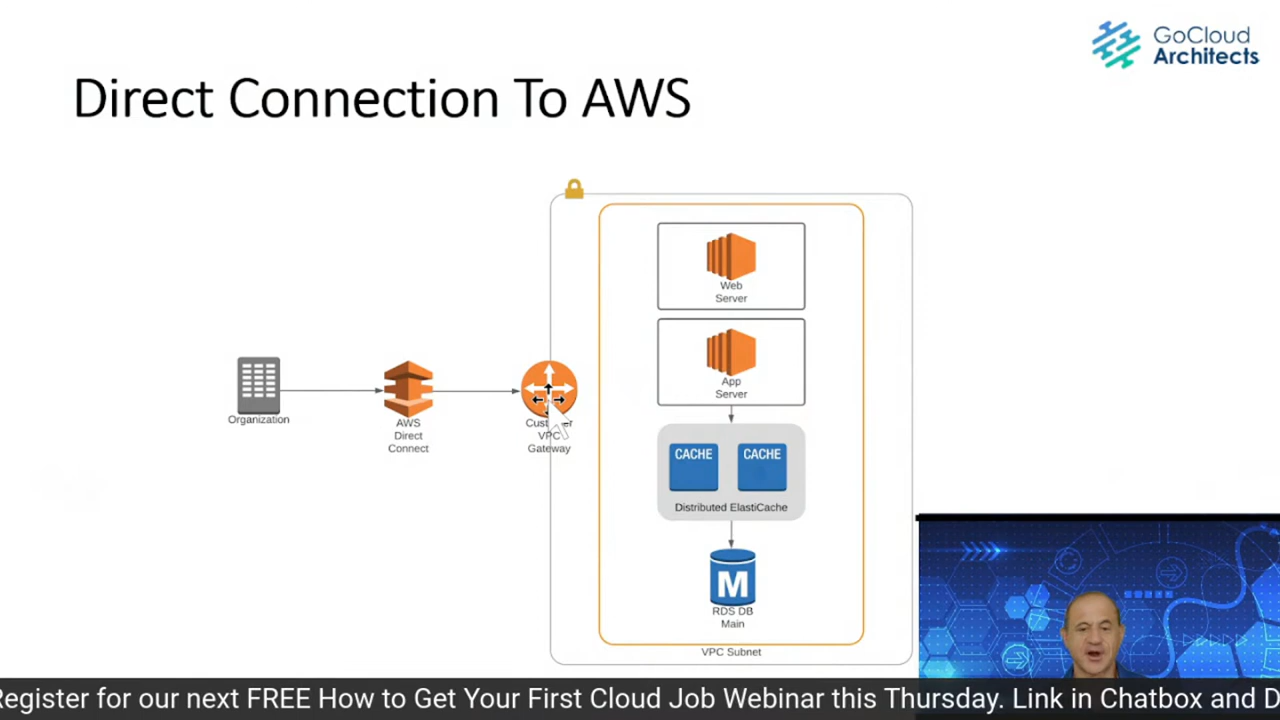 GoCloud
Architects
Direct Connection To AWS
Web
Server
App
Server
Organization
AWS
Direct
Connect
VPC
Gateway
CACHE
CACHE
Distributed ElastiCache
M
RDS DB
Main
VPC Subnet
Register for our next FREE How to Get Your First Cloud Job Webinar this Thursday. Link in Chatbox and D